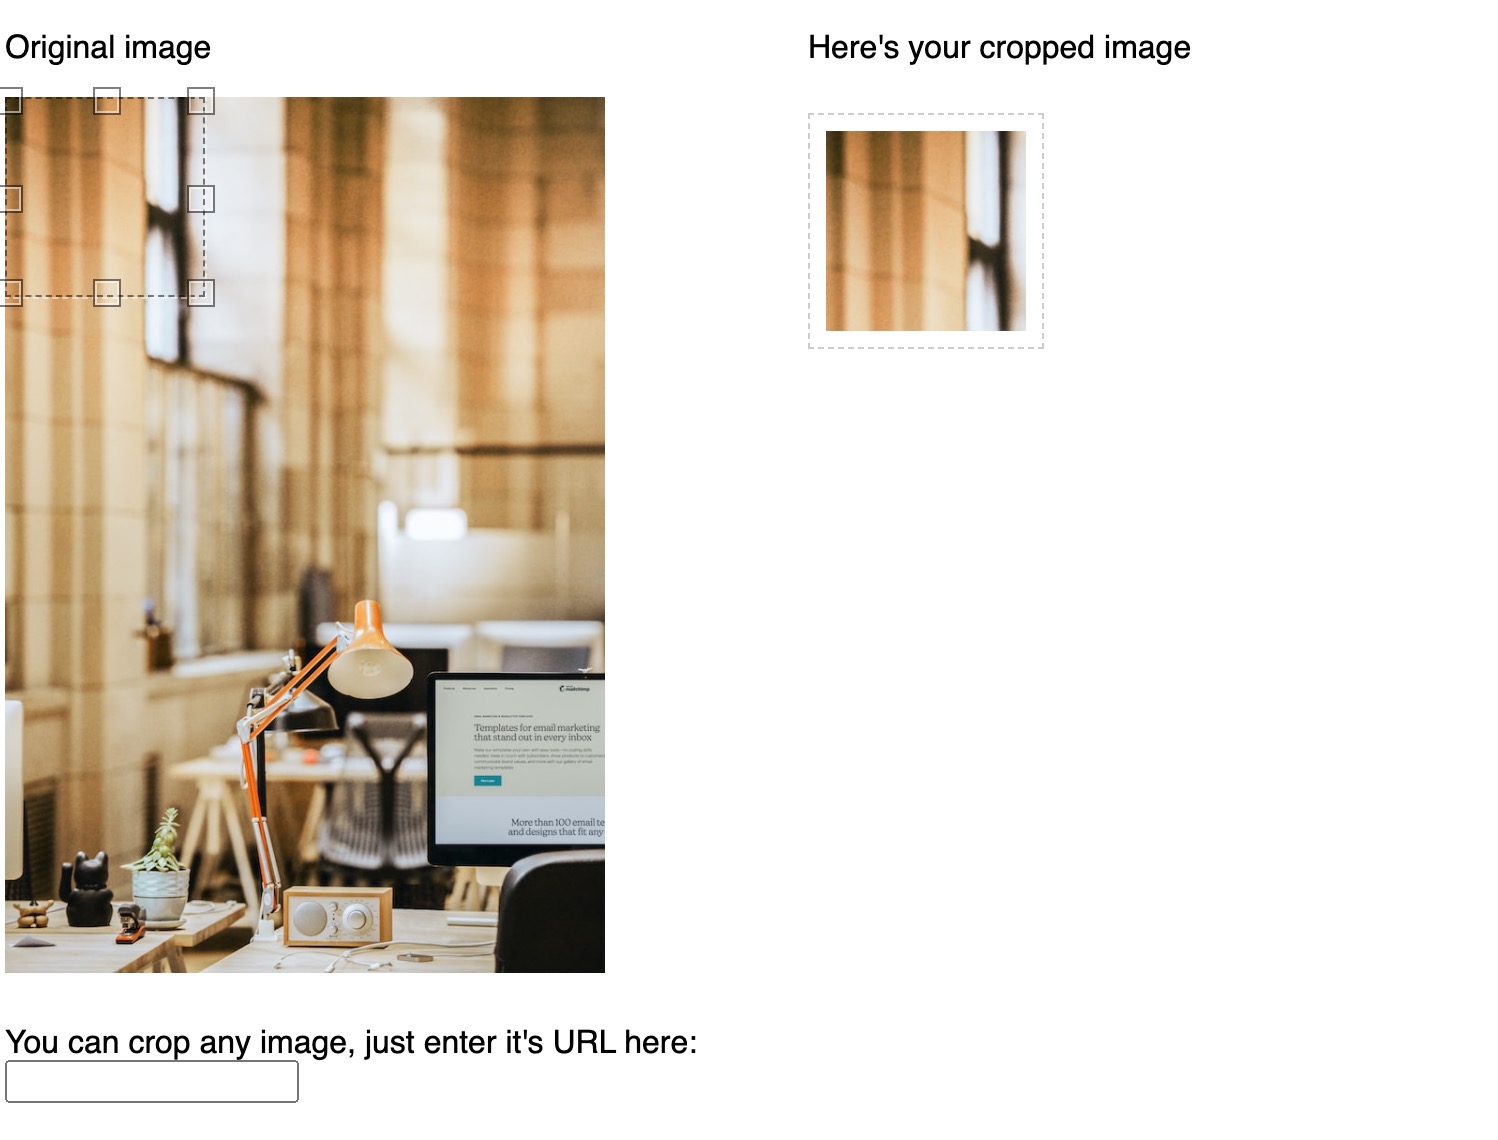 Original image
Here's your cropped image
mailchimp
Templates for email marketing
that stand out in every inbox
More than 100 email te
and designs that fit any
You can crop any image, just enter it's URL here: